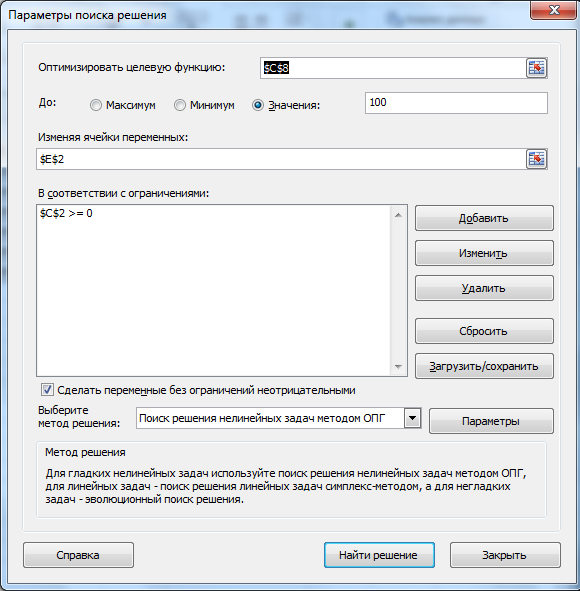 Параметры поиска решения
Оптимизировать целевую функцию:
$C$8
До:
Максимум
Минимум
Значения:
100
Изменяя ячейки переменных:
$E$2
В соответствии с ограничениями:
$C$2 >= 0
Добавить
Изменить
Удалить
Сбросить
Загрузить/сохранить
Сделать переменные без ограничений неотрицательными
Выберите
метод решения:
Поиск решения нелинейных задач методом ОПГ
Параметры
Метод решения
Для гладких нелинейных задач используйте поиск решения нелинейных задач методом ОПГ,
для линейных задач - поиск решения линейных задач симплекс-методом, а для негладких
задач - эволюционный поиск решения.
Справка
Найти решение
Закрыть